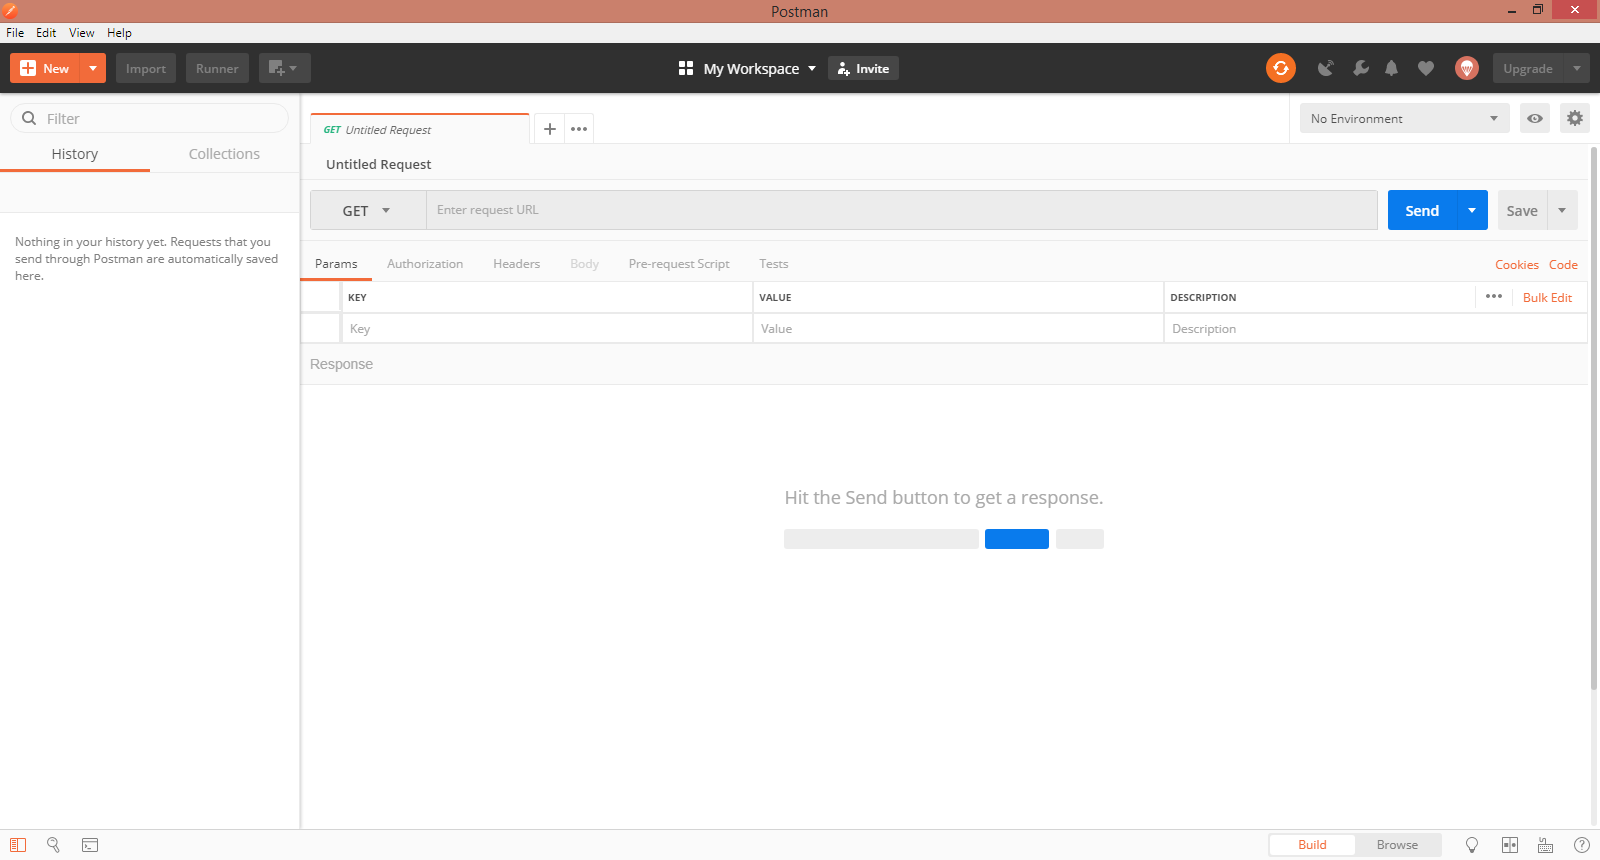 Postman
File Edit View Help
New Import Runner My Workspace Invite Upgrade
Filter
GET Untitled Request
No Environment
History Collections
Untitled Request
GET Enter request URL Send Save
Nothing in your history yet. Requests that you
send through Postman are automatically saved
here.
Params Authorization Headers Body Pre-request Script Tests Cookies Code
KEY VALUE DESCRIPTION Bulk Edit
Key Value Description
Response
Hit the Send button to get a response.
Build Browse